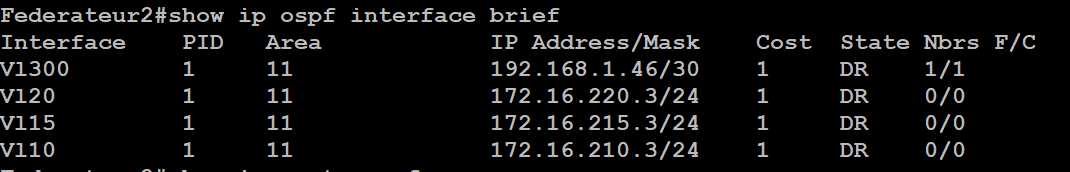 Federateur2#show ip ospf interface brief
Interface    PID   Area            IP Address/Mask    Cost  State Nbrs F/C
Vl300        1     11              192.168.1.46/30    1     DR    1/1
Vl20         1     11              172.16.220.3/24    1     DR    0/0
Vl15         1     11              172.16.215.3/24    1     DR    0/0
Vl10         1     11              172.16.210.3/24    1     DR    0/0